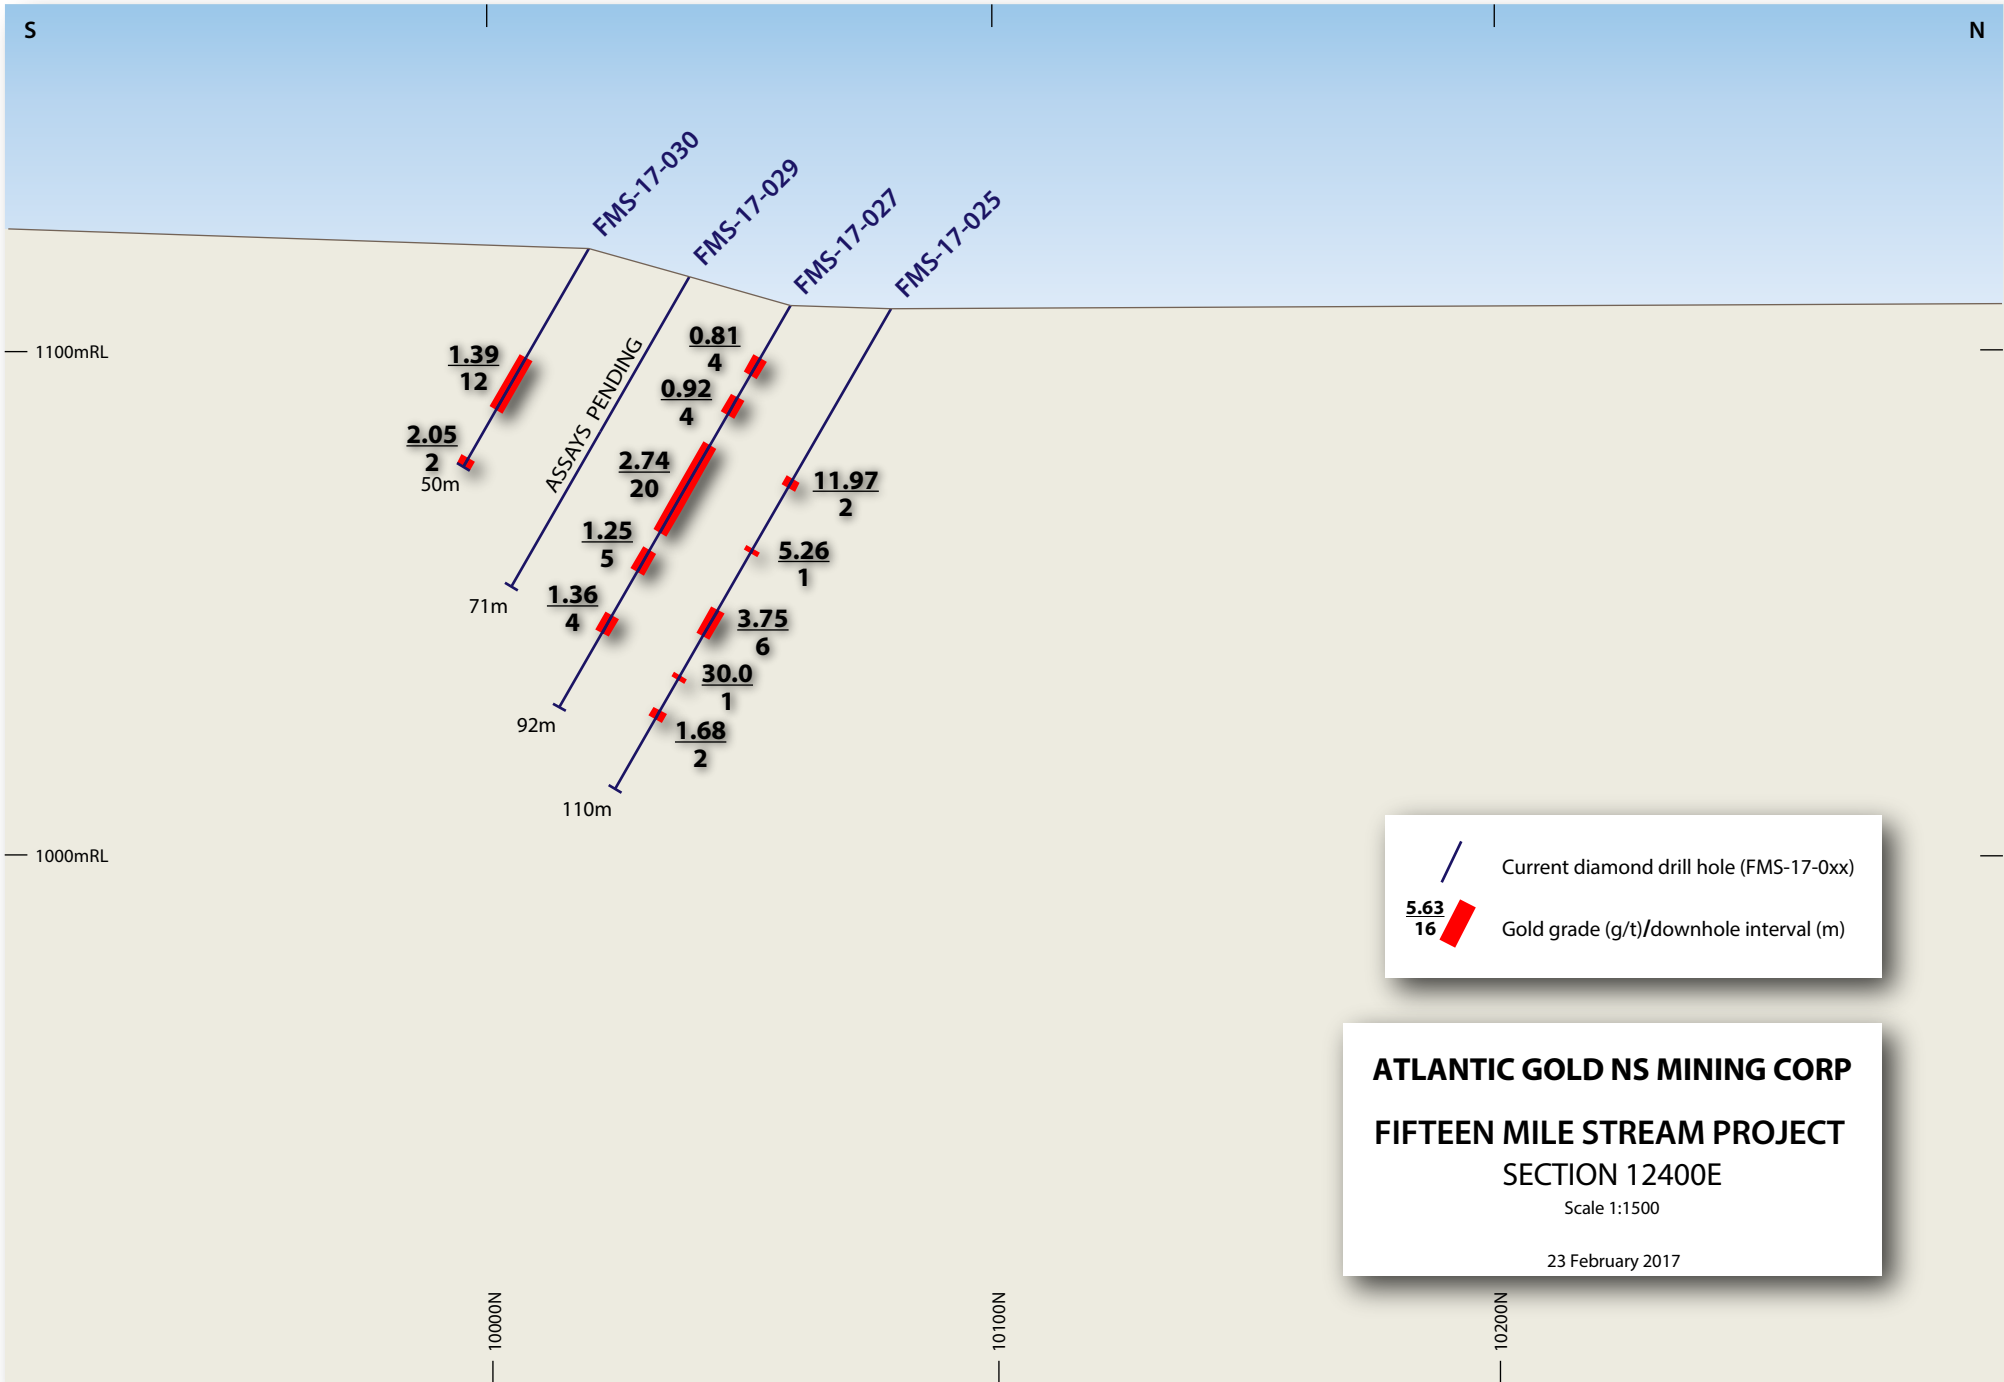 S
N
FMS-17-030
FMS-17-029
FMS-17-027
FMS-17-025
1100mRL
1000mRL
1.39
12
2.05
2
50m
ASSAYS PENDING
71m
0.81
4
0.92
4
2.74
20
1.25
5
1.36
4
92m
11.97
2
5.26
1
3.75
6
30.0
1
1.68
2
110m
Current diamond drill hole (FMS-17-0xx)
5.63
16
Gold grade (g/t)/downhole interval (m)
ATLANTIC GOLD NS MINING CORP
FIFTEEN MILE STREAM PROJECT
SECTION 12400E
Scale 1:1500
23 February 2017
10000N
10100N
10200N